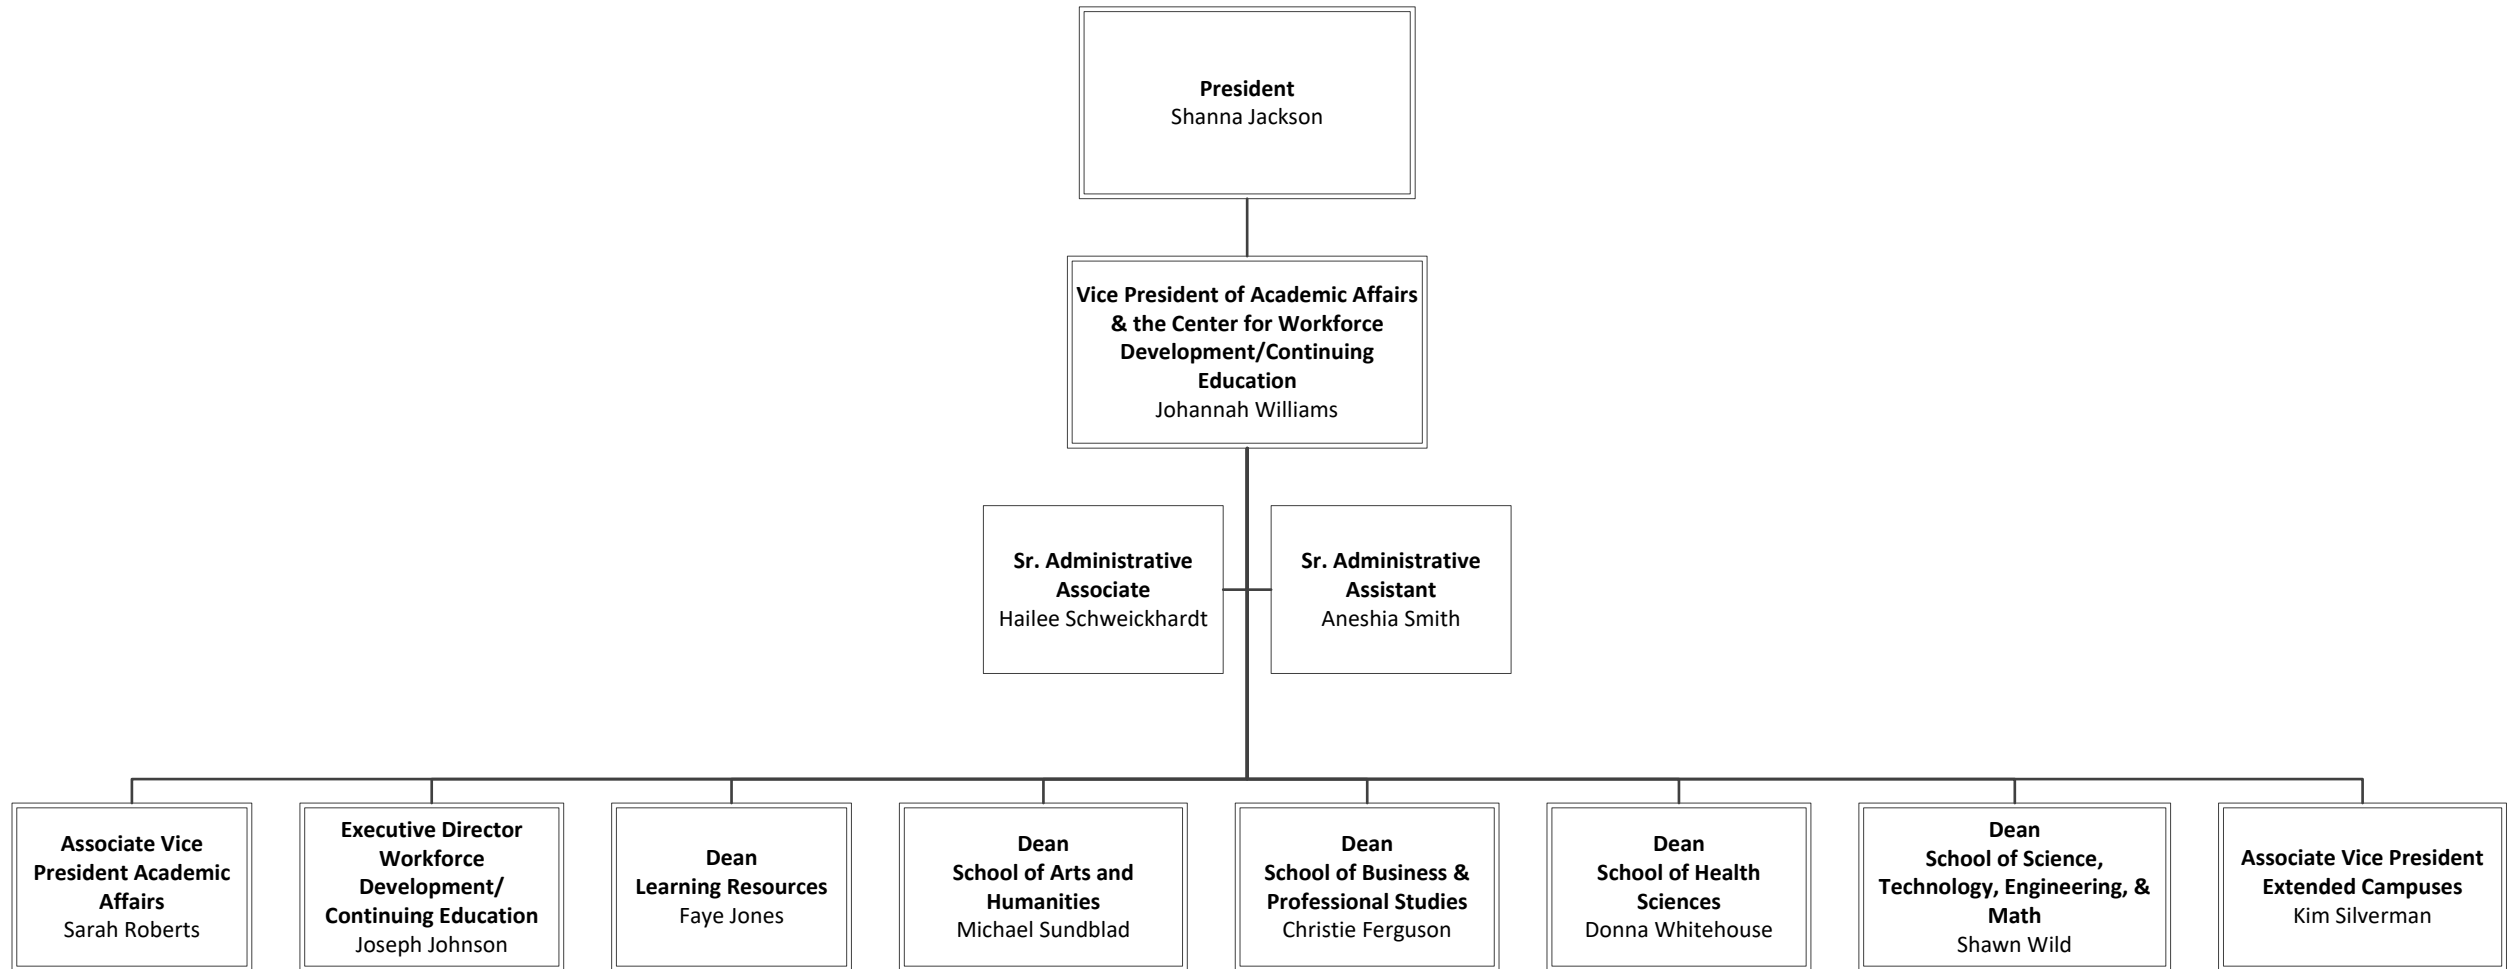 President
Shanna Jackson
Vice President of Academic Affairs
& the Center for Workforce
Development/Continuing
Education
Johannah Williams
Sr. Administrative
Associate
Hailee Schweickhardt
Sr. Administrative
Assistant
Aneshia Smith
Associate Vice
President Academic
Affairs
Sarah Roberts
Executive Director
Workforce
Development/
Continuing Education
Joseph Johnson
Dean
Learning Resources
Faye Jones
Dean
School of Arts and
Humanities
Michael Sundblad
Dean
School of Business &
Professional Studies
Christie Ferguson
Dean
School of Health
Sciences
Donna Whitehouse
Dean
School of Science,
Technology, Engineering, &
Math
Shawn Wild
Associate Vice President
Extended Campuses
Kim Silverman